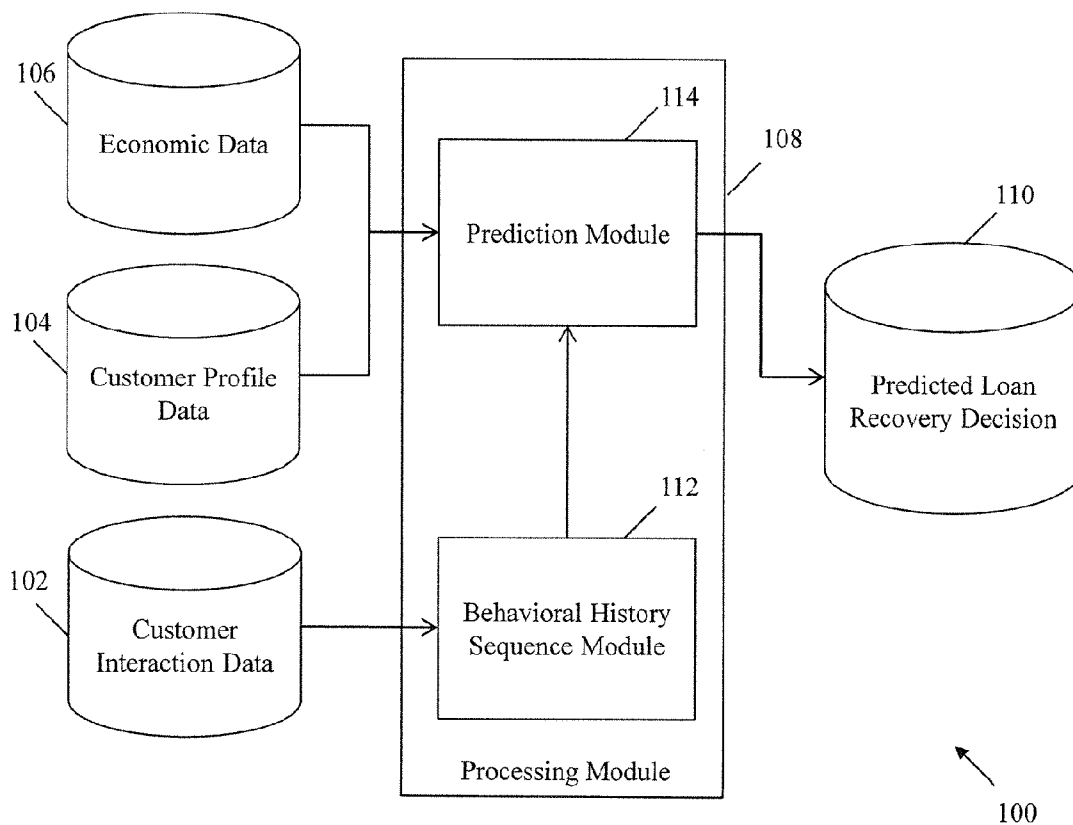 106
Economic Data
114
Prediction Module
108
110
Predicted Loan
Recovery Decision
104
Customer Profile
Data
112
102
Customer
Interaction Data
Behavioral History
Sequence Module
Processing Module
100